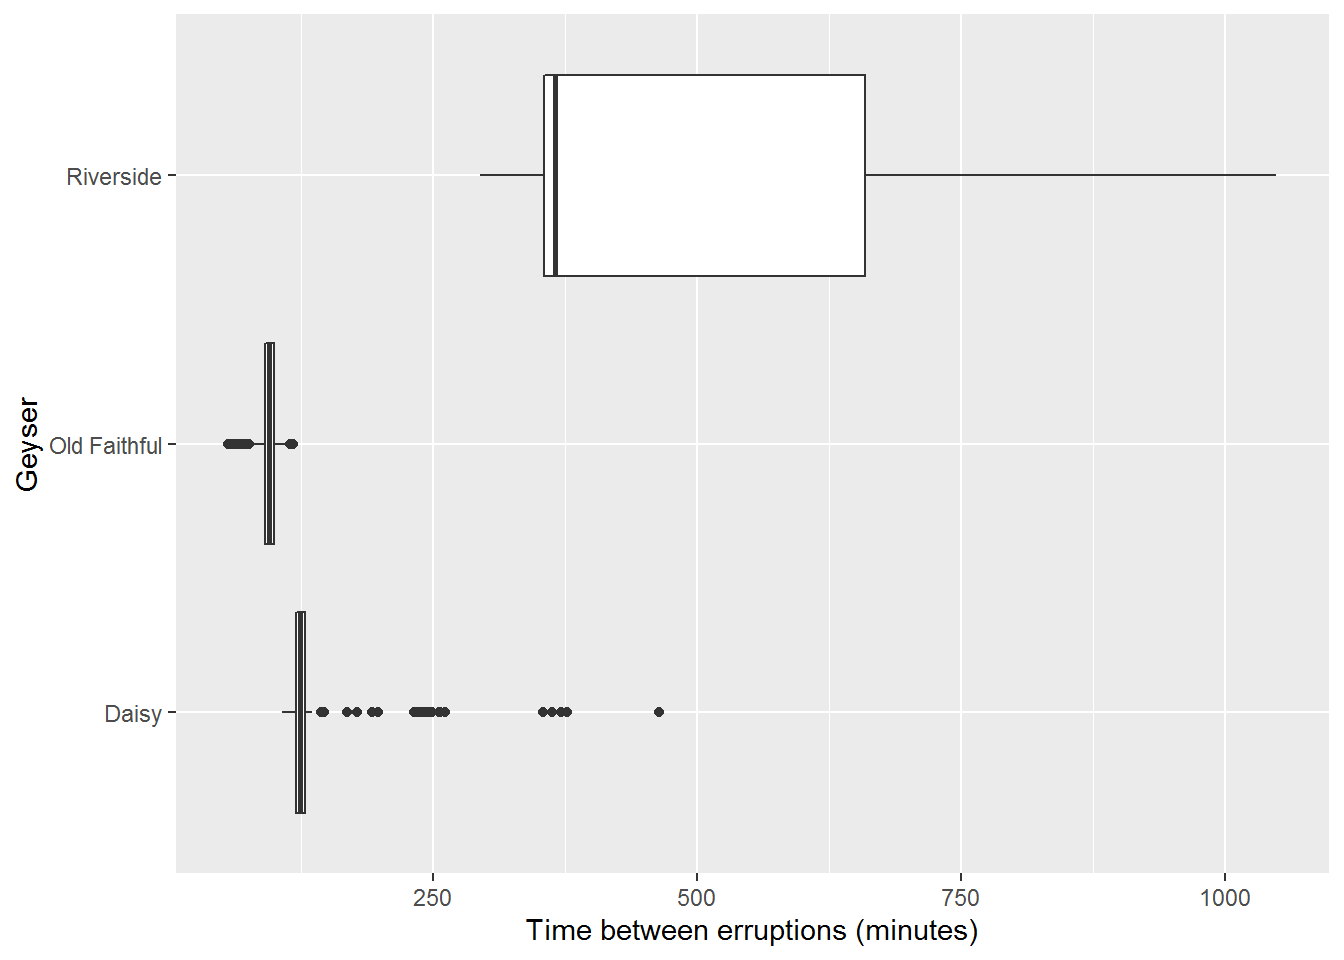 Riverside
Old Faithful
Daisy
Geyser
250
500
750
1000
Time between erruptions (minutes)